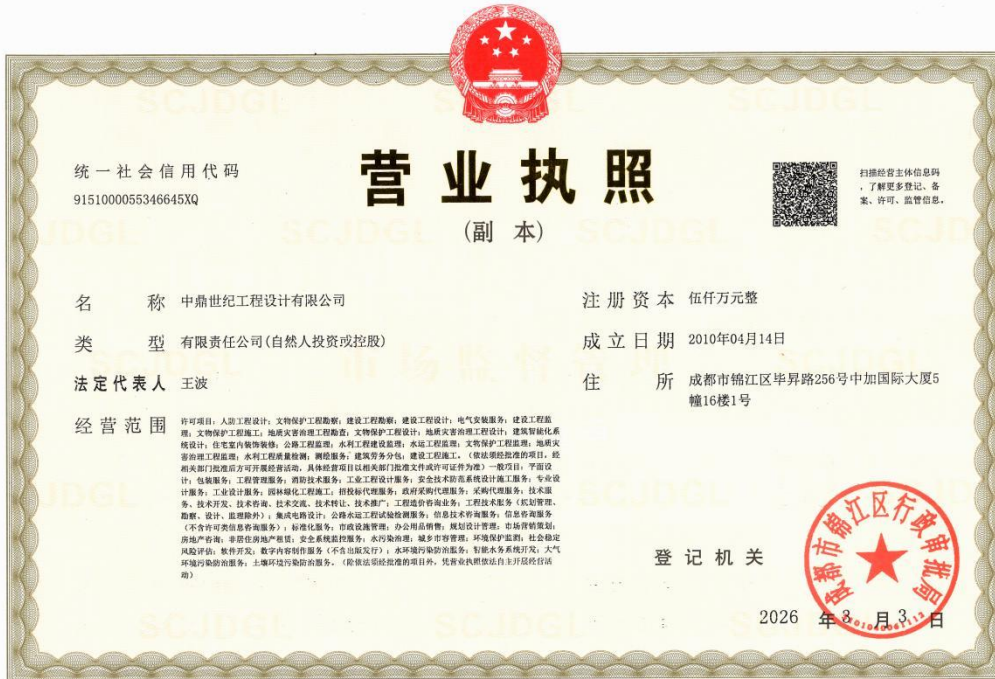 营业执照
(副 本)
统一社会信用代码
9151000055346645XQ
扫描经营主体信息码
，了解更多登记、备
案、许可、监管信息。
名 称 中鼎世纪工程设计有限公司
类 型 有限责任公司(自然人投资或控股)
法定代表人 王波
经营范围 许可项目：人防工程设计；文物保护工程勘察；建设工程勘察；建设工程设计；电气安装服务；建设工程监
理；文物保护工程施工；地质灾害治理工程勘查；文物保护工程设计；地质灾害治理工程设计；建筑智能化系
统设计；住宅室内装饰装修；公路工程监理；水利工程建设监理；水运工程监理；文物保护工程监理；地质灾
害治理工程监理；水利工程质量检测；测绘服务；建筑劳务分包；建设工程施工。（依法须经批准的项目，经
相关部门批准后方可开展经营活动，具体经营项目以相关部门批准文件或许可证件为准）一般项目：平面设
计；包装服务；工程管理服务；消防技术服务；工业工程设计服务；安全技术防范系统设计施工服务；专业设
计服务；工业设计服务；园林绿化工程施工；招投标代理服务；政府采购代理服务；采购代理服务；技术服
务、技术开发、技术咨询、技术交流、技术转让、技术推广；工程造价咨询业务；工程技术服务（规划管理、
勘察、设计、监理除外）；集成电路设计；公路水运工程试验检测服务；信息技术咨询服务；信息咨询服务
（不含许可类信息咨询服务）；标准化服务；市政设施管理；办公用品销售；规划设计管理；市场营销策划；
房地产咨询；非居住房地产租赁；安全系统监控服务；水污染治理；城乡市容管理；环境保护监测；社会稳定
风险评估；软件开发；数字内容制作服务（不含出版发行）；水环境污染防治服务；智能水务系统开发；大气
环境污染防治服务；土壤环境污染防治服务。（除依法须经批准的项目外，凭营业执照依法自主开展经营活
动）
注册资本 伍仟万元整
成立日期 2010年04月14日
住 所 成都市锦江区毕昇路256号中加国际大厦5
幢16楼1号
登记机关
成都市锦江区行政审批局
2026 年 3 月 3 日
SCJDGL SCJDGL SCJDGL
JDGL SCJDGL SCJDGL SCJD
市场监督管理
SCJDGL SCJDGL SCJDGL